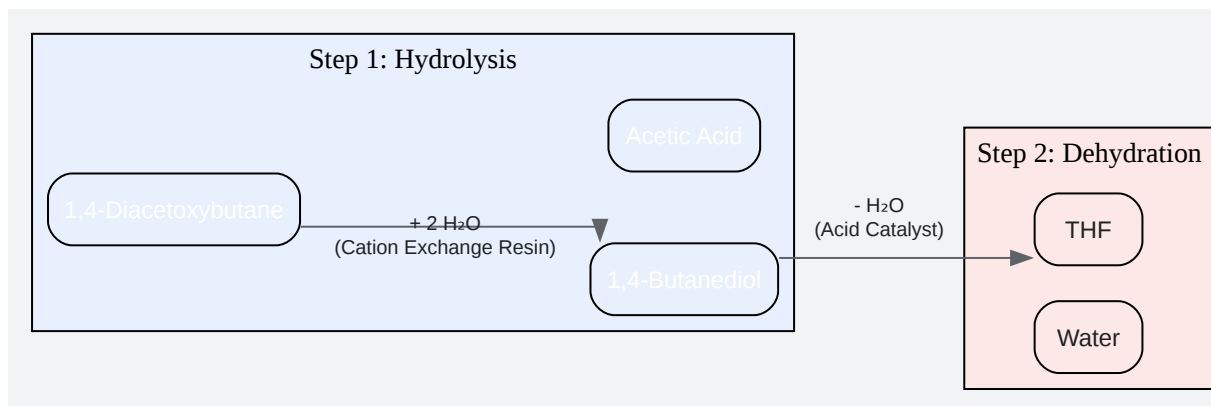 Step 1: Hydrolysis
Acetic Acid
1,4-Diacetoxybutane
+ 2 H₂O
(Cation Exchange Resin)
1,4-Butanediol
- H₂O
(Acid Catalyst)
Step 2: Dehydration
THF
Water